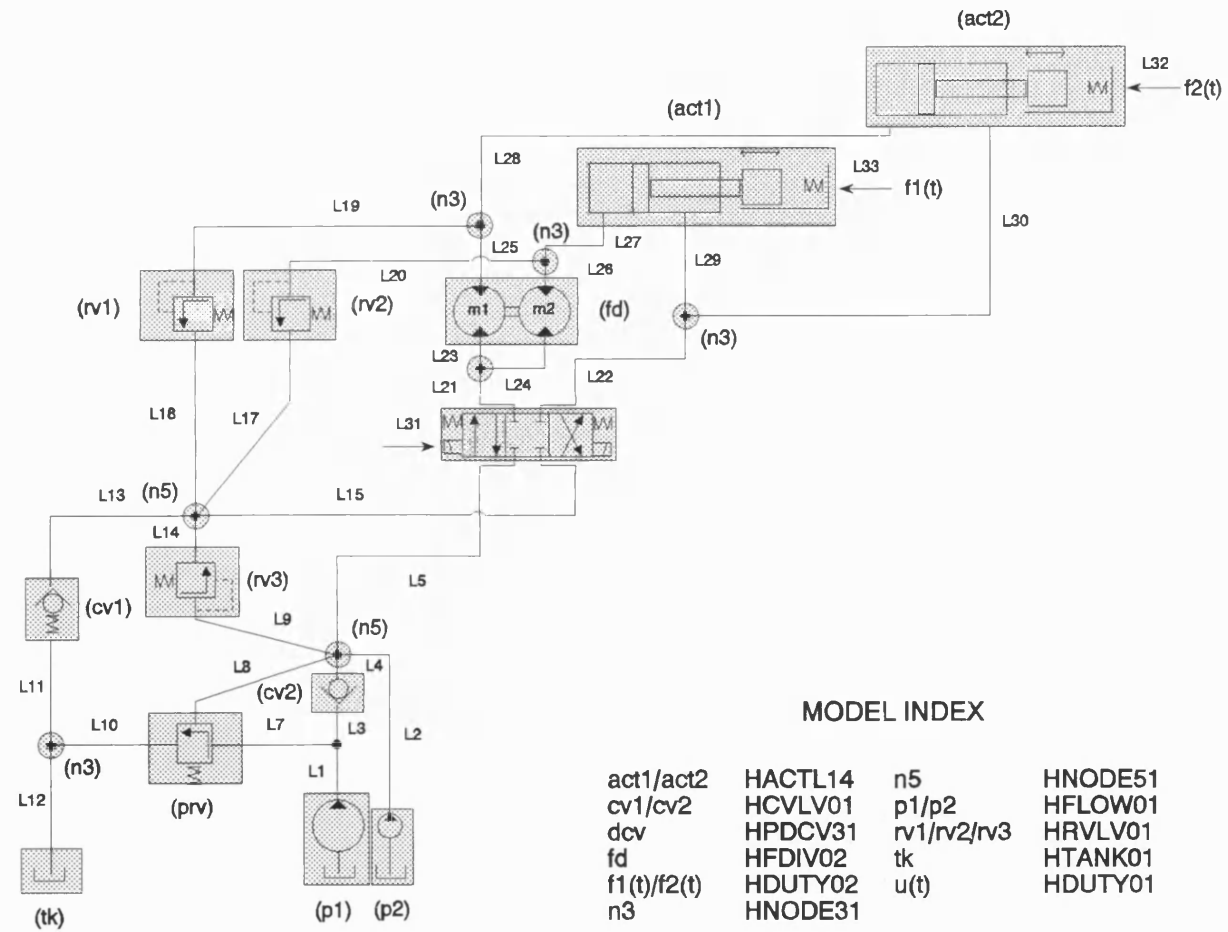 (act2)
L32
f2(t)
(act1)
L28
L33
f1(t)
L19
(n3)
L30
(n3)
L27
L25
L29
L20
L26
(rv1)
(rv2)
m1
m2
(fd)
(n3)
L23
L24
L22
L21
L18
L17
L31
L13
(n5)
L15
L14
(rv3)
L5
(cv1)
L9
(n5)
L8
L4
(cv2)
L11
L10
L7
L3
L2
(n3)
L1
L12
(prv)
(tk)
(p1)
(p2)
MODEL INDEX
act1/act2 HACTL14 n5 HNODE51
cv1/cv2 HCVLV01 p1/p2 HFLOW01
dcv HPDCV31 rv1/rv2/rv3 HRVLV01
fd HFDIV02 tk HTANK01
f1(t)/f2(t) HDUTY02 u(t) HDUTY01
n3 HNODE31